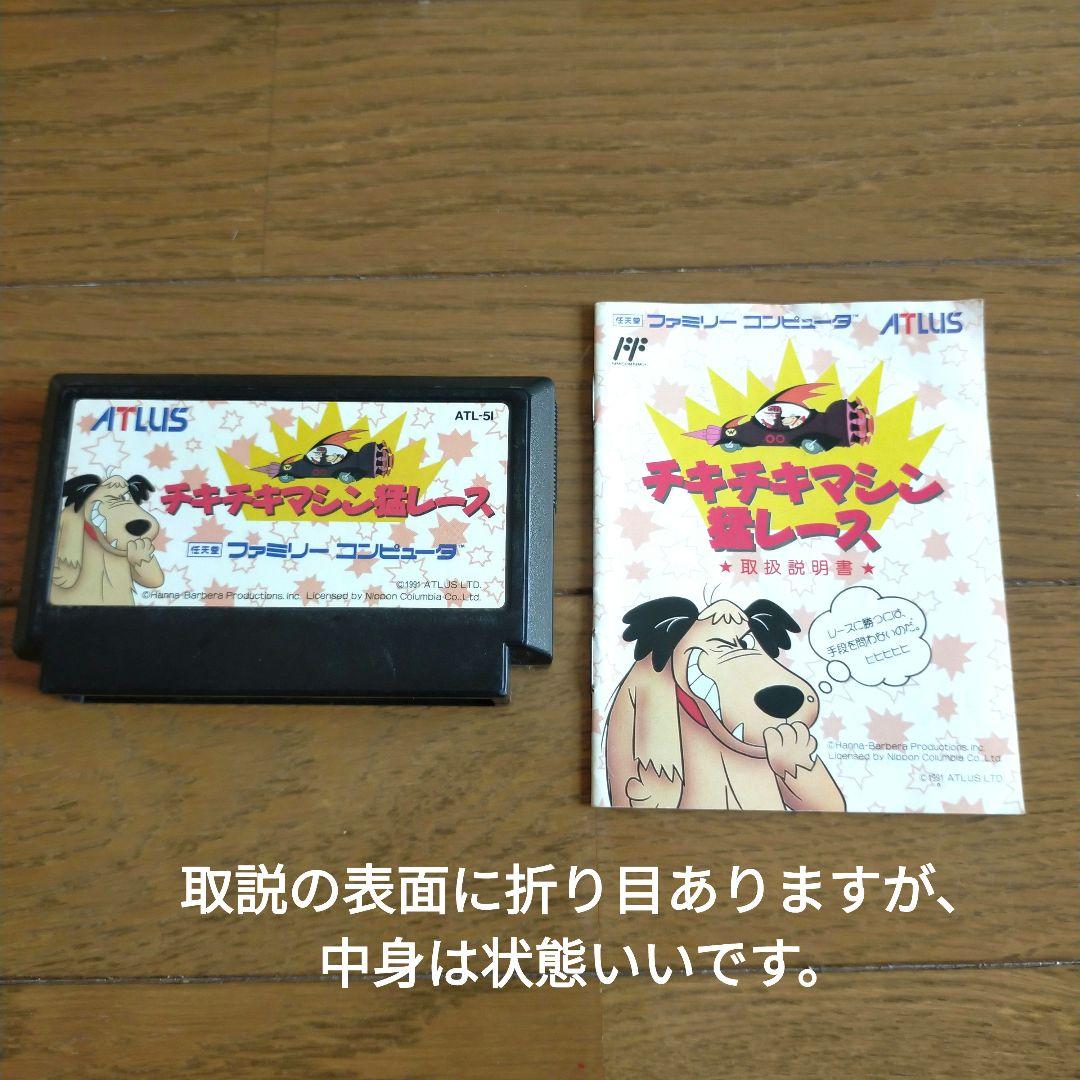 ATLUS
ATL-5I
チキチキマシン猛レース
任天堂 ファミリー コンピュータ™
©1991 ATLUS LTD.
©Hanna-Barbera Productions, Inc. Licensed by Nippon Columbia Co., Ltd.
任天堂 ファミリー コンピュータ™ ATLUS
チキチキマシン
猛レース
★取扱説明書★
レースに勝つには、
手段を問わないのだ。
ヒヒヒヒヒ
©Hanna-Barbera Productions, Inc.
Licensed by Nippon Columbia Co., Ltd.
©1991 ATLUS LTD.
取説の表面に折り目ありますが、
中身は状態いいです。